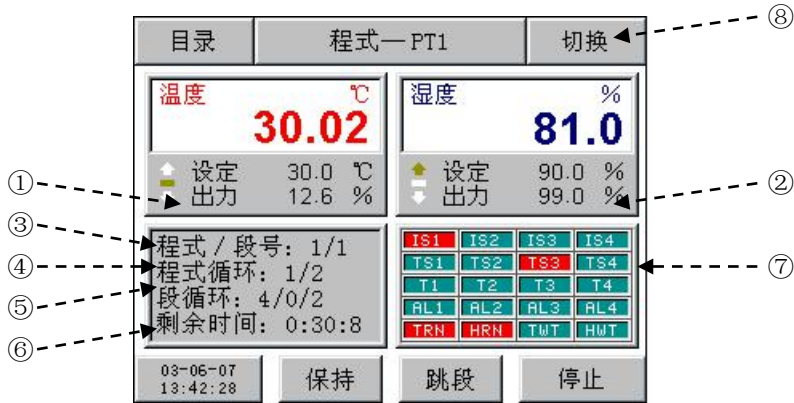 ⑧
目录 程式—PT1 切换
温度 ℃
30.02
设定 30.0 ℃
出力 12.6 %
湿度 %
81.0
设定 90.0 %
出力 99.0 %
①
②
③
④
⑤
⑥
程式/段号: 1/1
程式循环: 1/2
段循环: 4/0/2
剩余时间: 0:30:8
IS1 IS2 IS3 IS4
TS1 TS2 TS3 TS4
T1 T2 T3 T4
AL1 AL2 AL3 AL4
TRN HRN TWT HWT
⑦
03-06-07
13:42:28
保持 跳段 停止